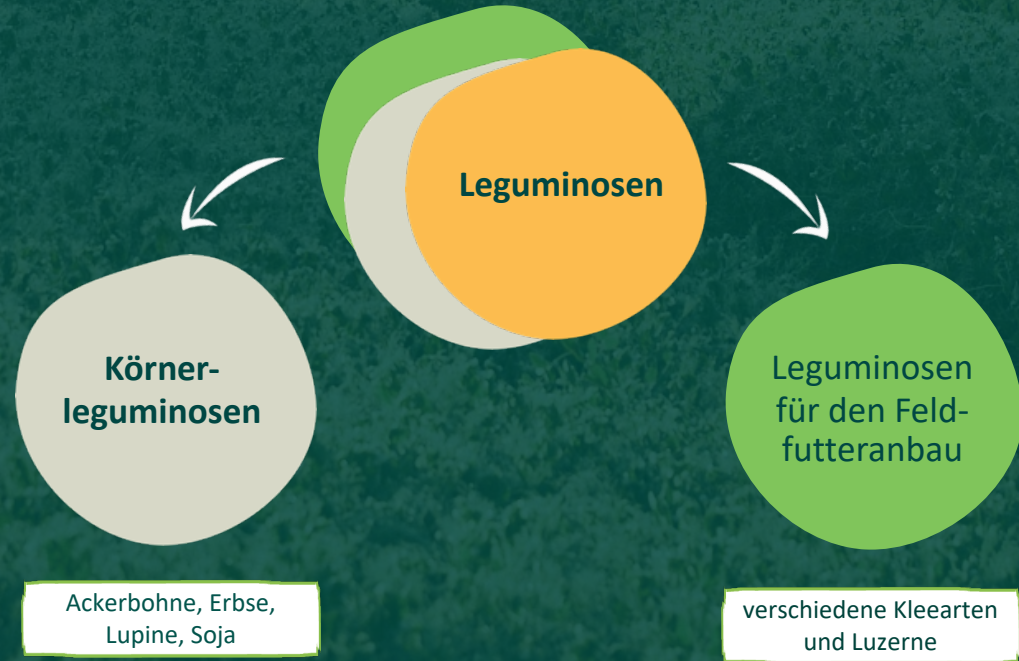 Leguminosen
Körner-
leguminosen
Leguminosen
für den Feld-
futteranbau
Ackerbohne, Erbse,
Lupine, Soja
verschiedene Kleearten
und Luzerne